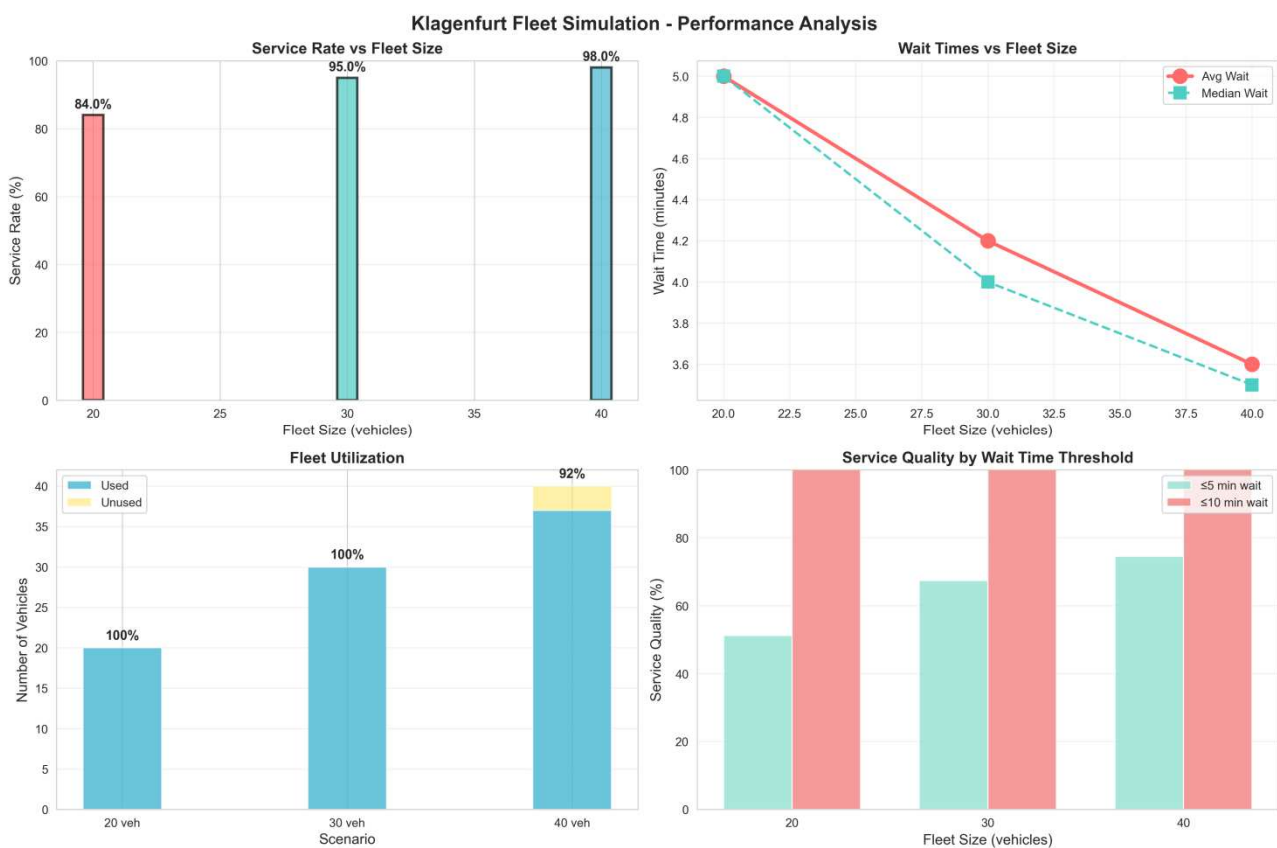 Klagenfurt Fleet Simulation - Performance Analysis
Service Rate vs Fleet Size
Service Rate (%)
100
80
60
40
20
0
84.0%
95.0%
98.0%
20
25
30
35
40
Fleet Size (vehicles)
Wait Times vs Fleet Size
Wait Time (minutes)
5.0
4.8
4.6
4.4
4.2
4.0
3.8
3.6
Avg Wait
Median Wait
20.0
22.5
25.0
27.5
30.0
32.5
35.0
37.5
40.0
Fleet Size (vehicles)
Fleet Utilization
Number of Vehicles
40
35
30
25
20
15
10
5
0
Used
Unused
100%
100%
92%
20 veh
30 veh
40 veh
Scenario
Service Quality by Wait Time Threshold
Service Quality (%)
100
80
60
40
20
0
≤5 min wait
≤10 min wait
20
30
40
Fleet Size (vehicles)